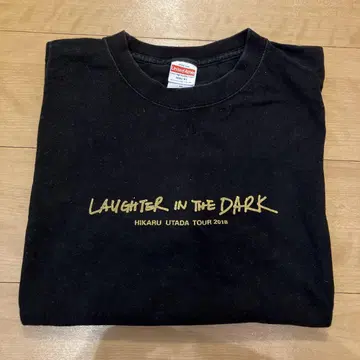 LAUGHTER IN THE DARK
HIKARU UTADA TOUR 2018